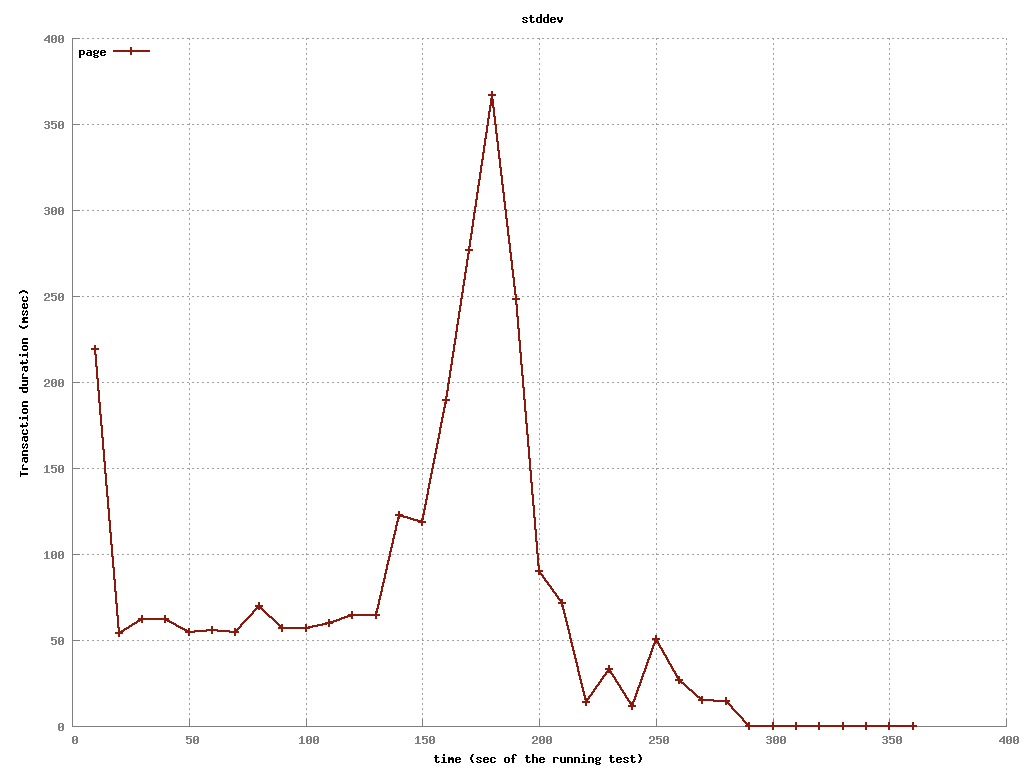 stddev
400
page
350
300
250
200
150
100
50
0
Transaction duration (msec)
0 50 100 150 200 250 300 350 400
time (sec of the running test)